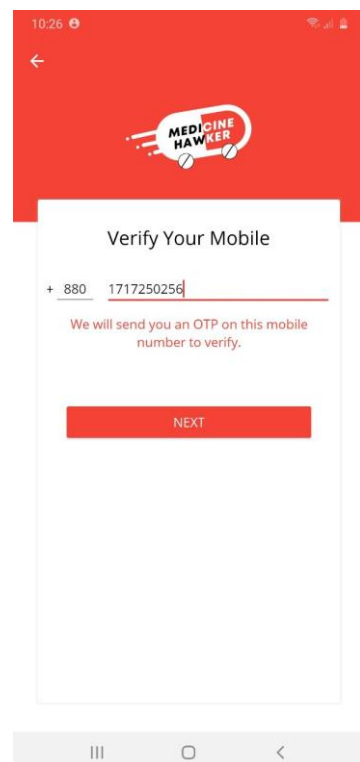 10:26
MEDICINE
HAWKER
Verify Your Mobile
+ 880 1717250256
We will send you an OTP on this mobile
number to verify.
NEXT